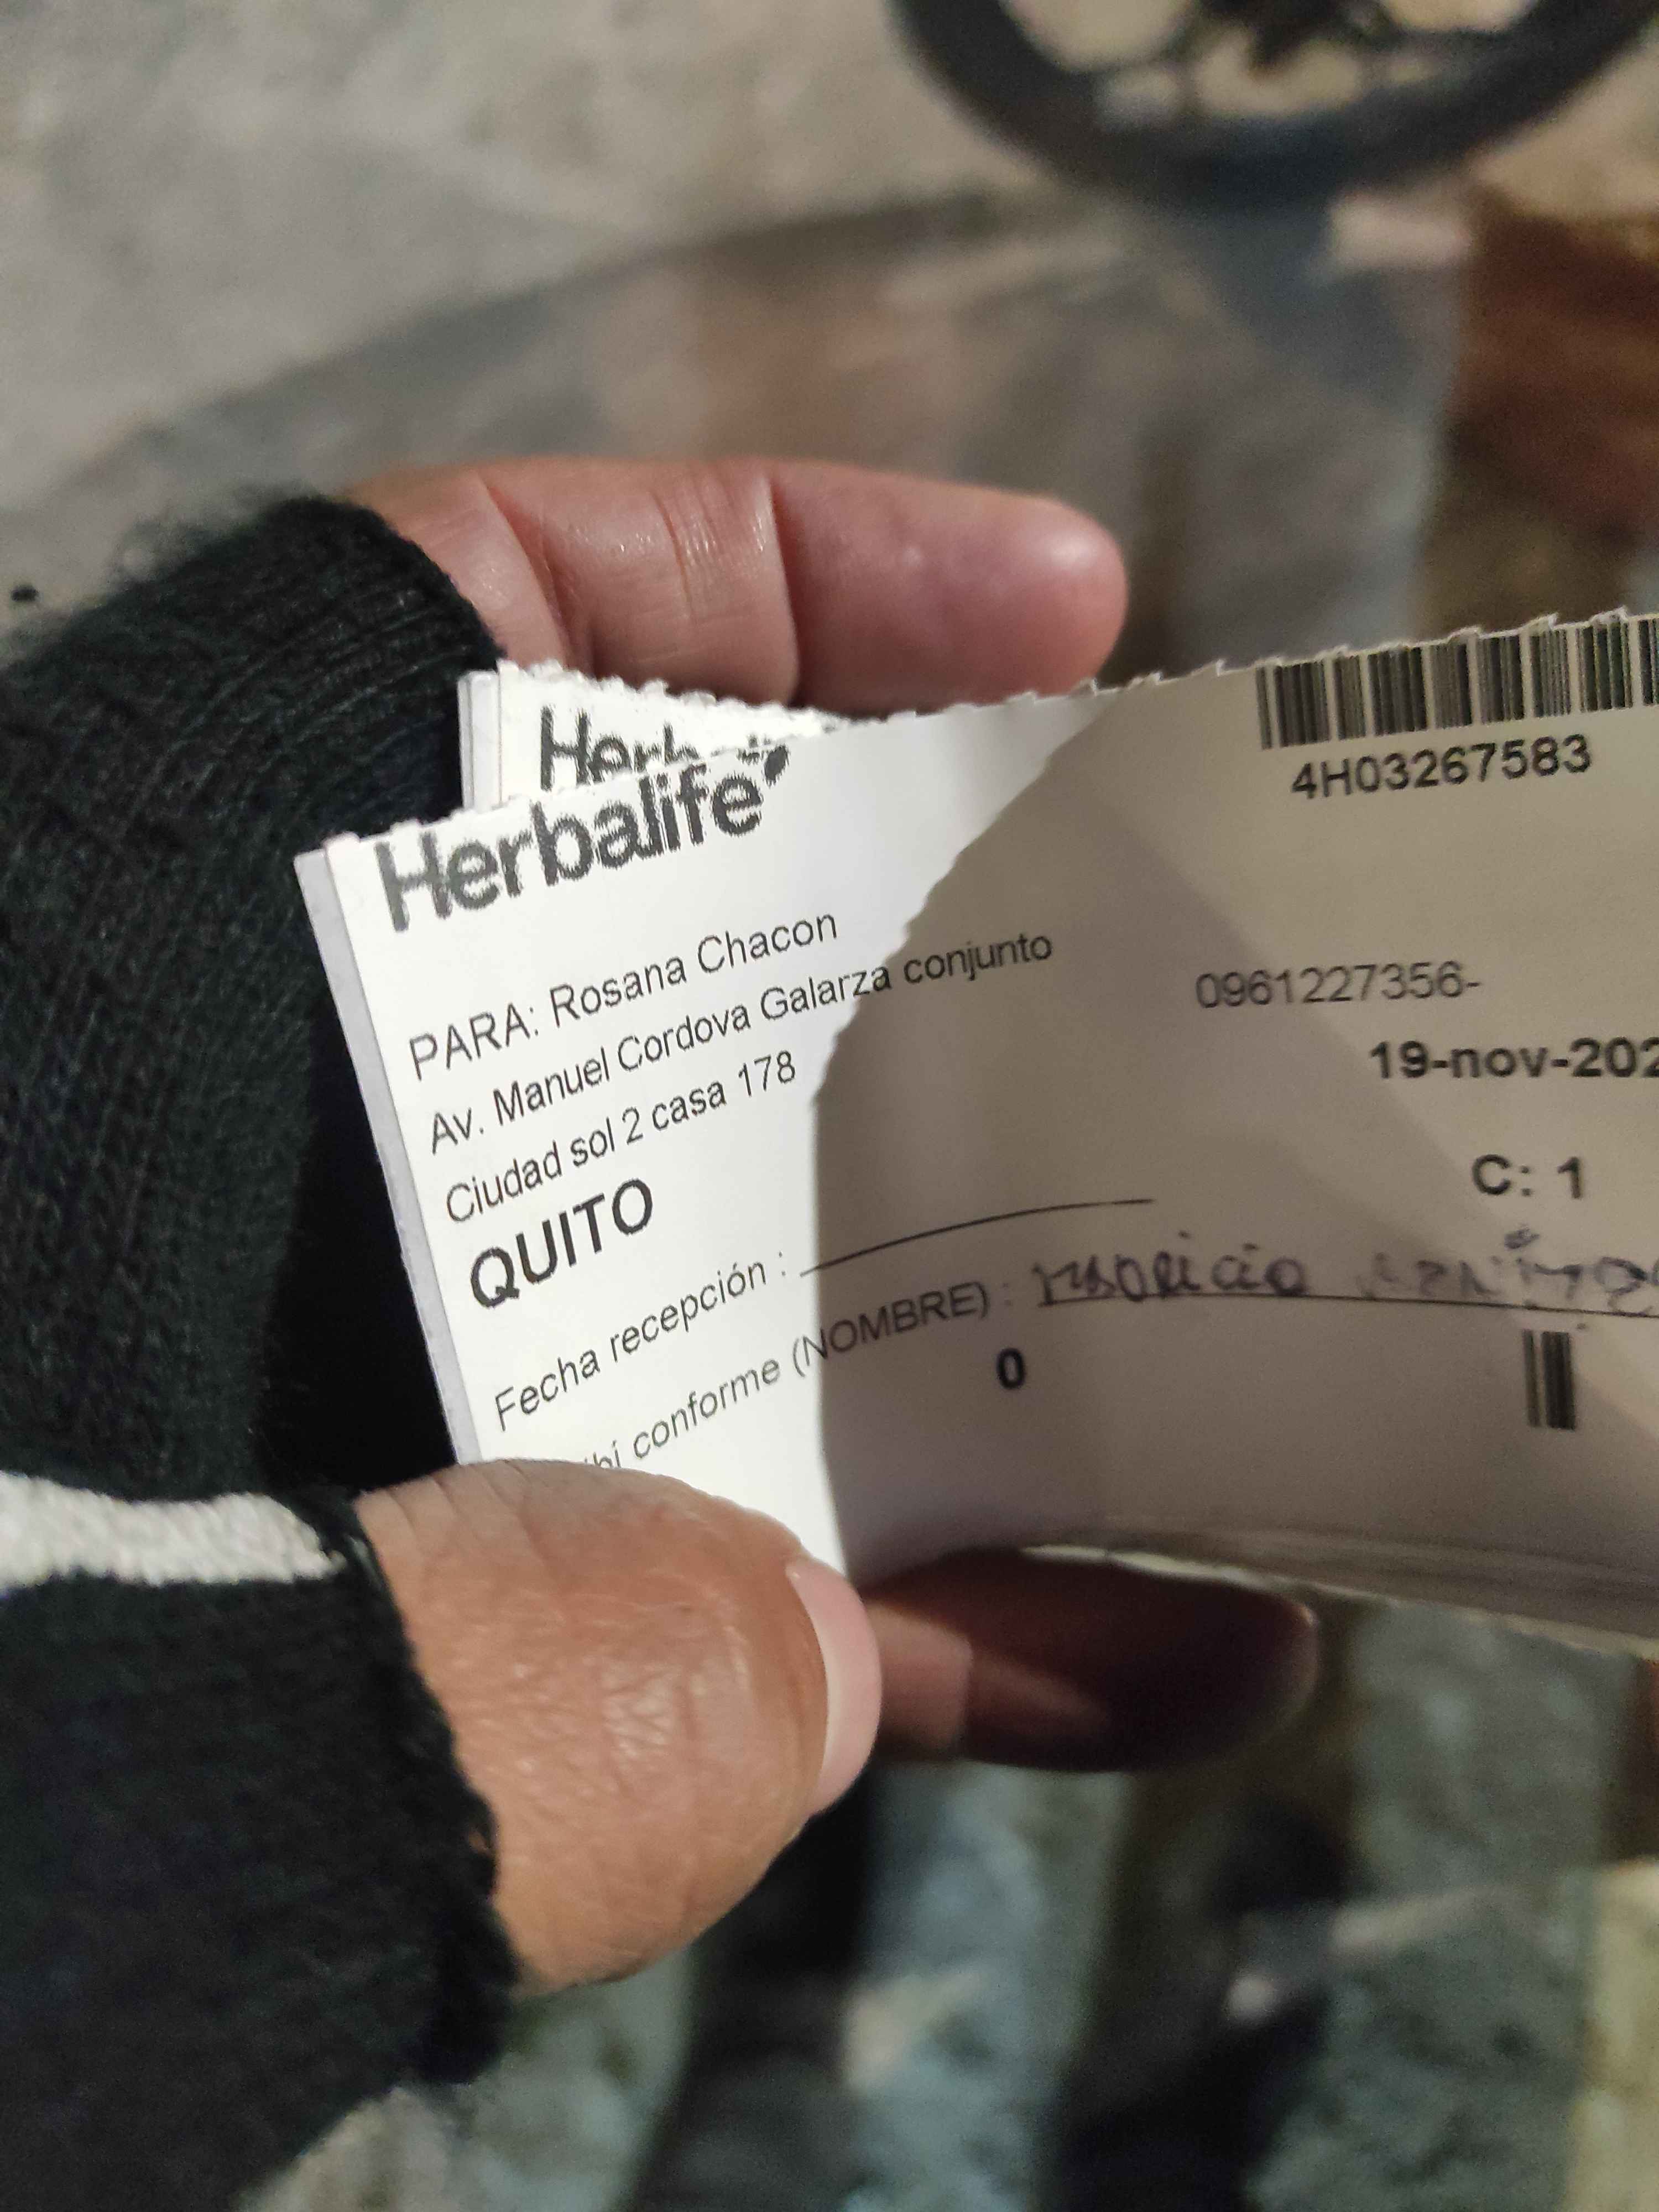 Herbalife
4H03267583
PARA: Rosana Chacon
0961227356-
Av. Manuel Cordova Galarza conjunto
19-nov-202
Ciudad sol 2 casa 178
QUITO
C: 1
Fecha recepción :
conforme (NOMBRE) :
0